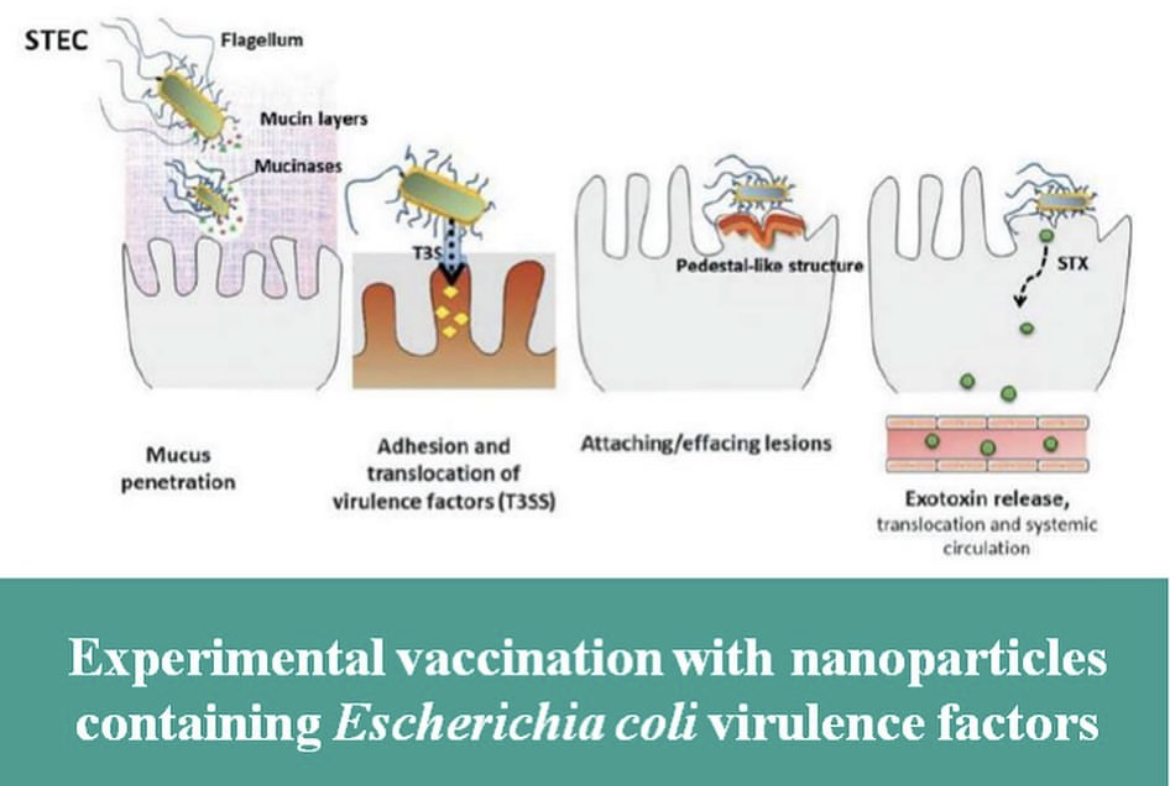 STEC
Flagellum
Mucin layers
Mucinases
T3S
Pedestal-like structure
STX
Mucus
penetration
Adhesion and
translocation of
virulence factors (T3SS)
Attaching/effacing lesions
Exotoxin release,
translocation and systemic
circulation
Experimental vaccination with nanoparticles
containing Escherichia coli virulence factors